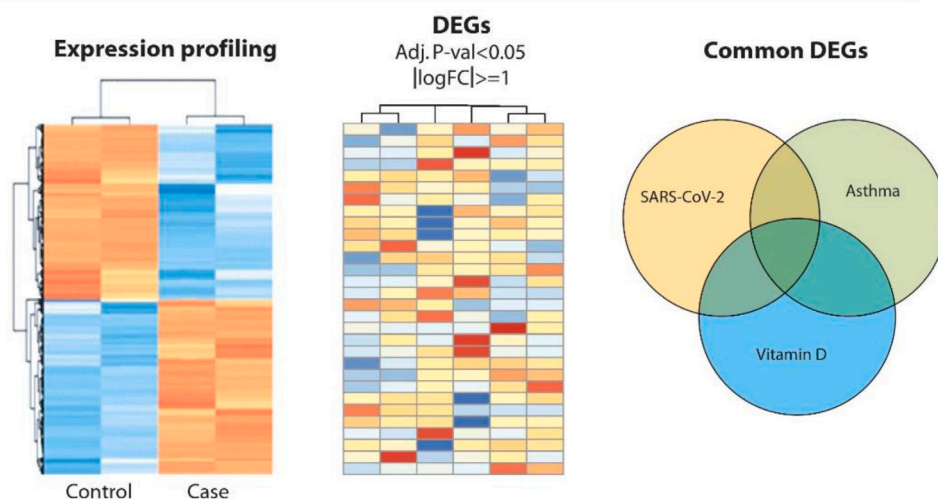 Expression profiling
DEGs
Adj. P-val<0.05
|logFC|>=1
Common DEGs
SARS-CoV-2
Asthma
Vitamin D
Control
Case